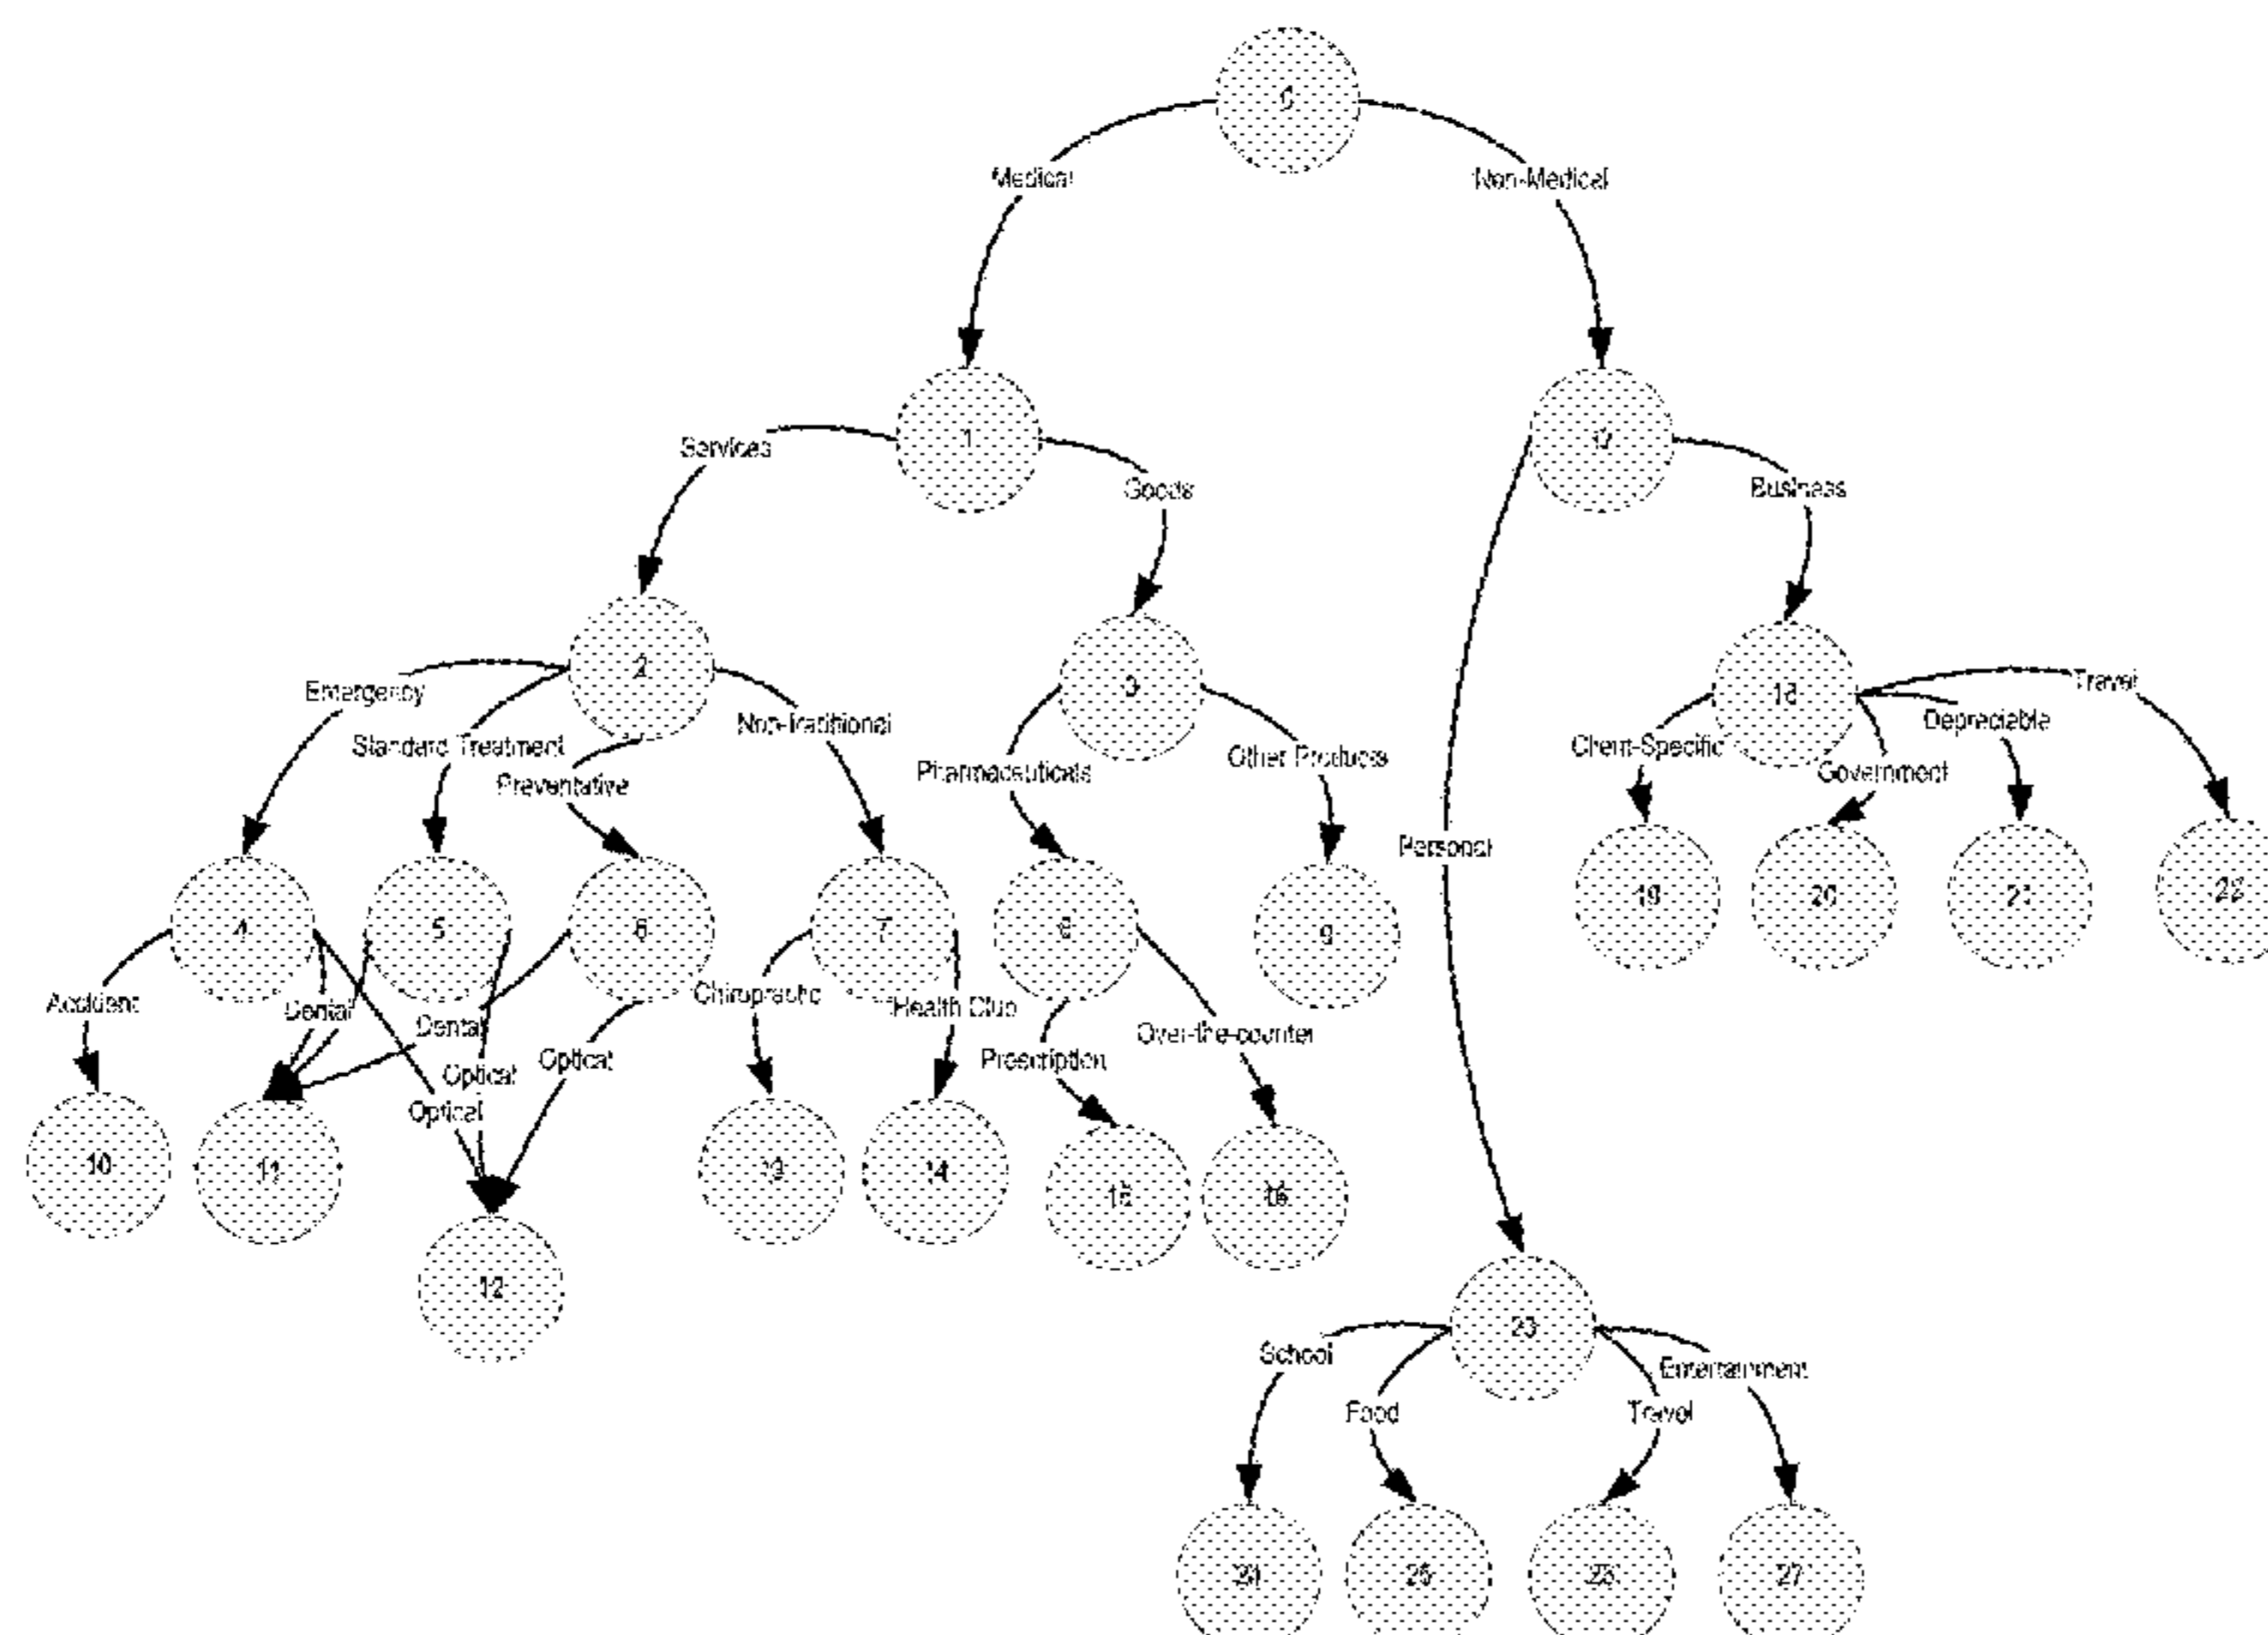 0
Medical
Non-Medical
1
17
Services
Goods
Business
2
3
18
Emergency
Standard Treatment
Preventative
Non-traditional
Pharmaceuticals
Other Products
Client-Specific
Government
Depreciable
Travel
Personal
4
5
6
7
8
9
19
20
21
22
Accident
Dental
Dental
Optical
Optical
Optical
Chiropractic
Health Club
Prescription
Over-the-counter
10
11
12
13
14
15
16
23
School
Food
Travel
Entertainment
24
25
26
27